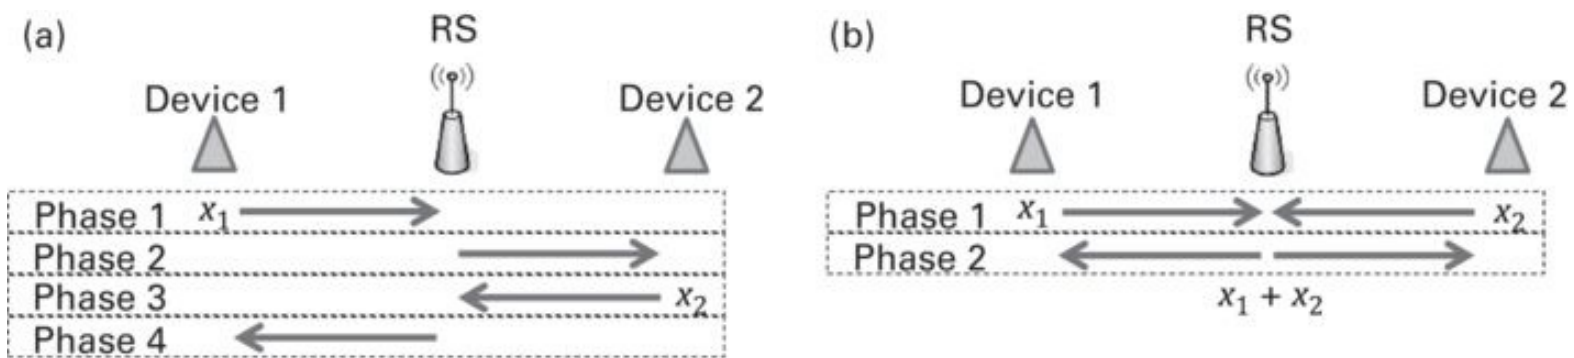 (a)
RS
Device 1
Device 2
Phase 1 x₁
Phase 2
Phase 3 x₂
Phase 4
(b)
RS
Device 1
Device 2
Phase 1 x₁ x₂
Phase 2
x₁ + x₂